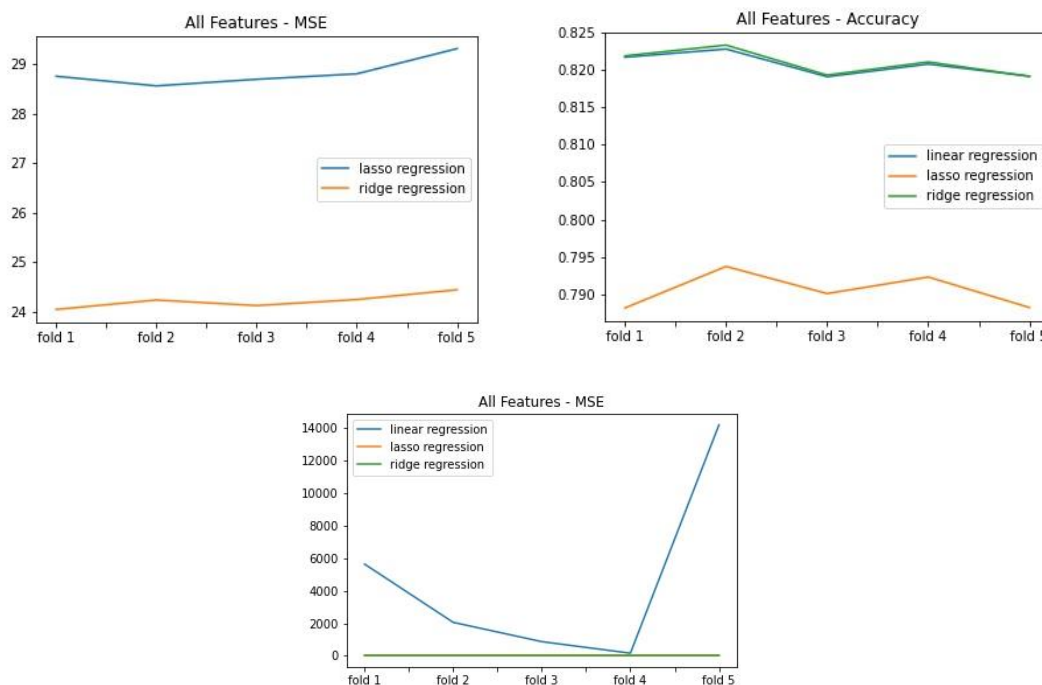 All Features - MSE
29
28
27
26
25
24
lasso regression
ridge regression
fold 1 fold 2 fold 3 fold 4 fold 5
All Features - Accuracy
0.825
0.820
0.815
0.810
0.805
0.800
0.795
0.790
linear regression
lasso regression
ridge regression
fold 1 fold 2 fold 3 fold 4 fold 5
All Features - MSE
14000
12000
10000
8000
6000
4000
2000
0
linear regression
lasso regression
ridge regression
fold 1 fold 2 fold 3 fold 4 fold 5